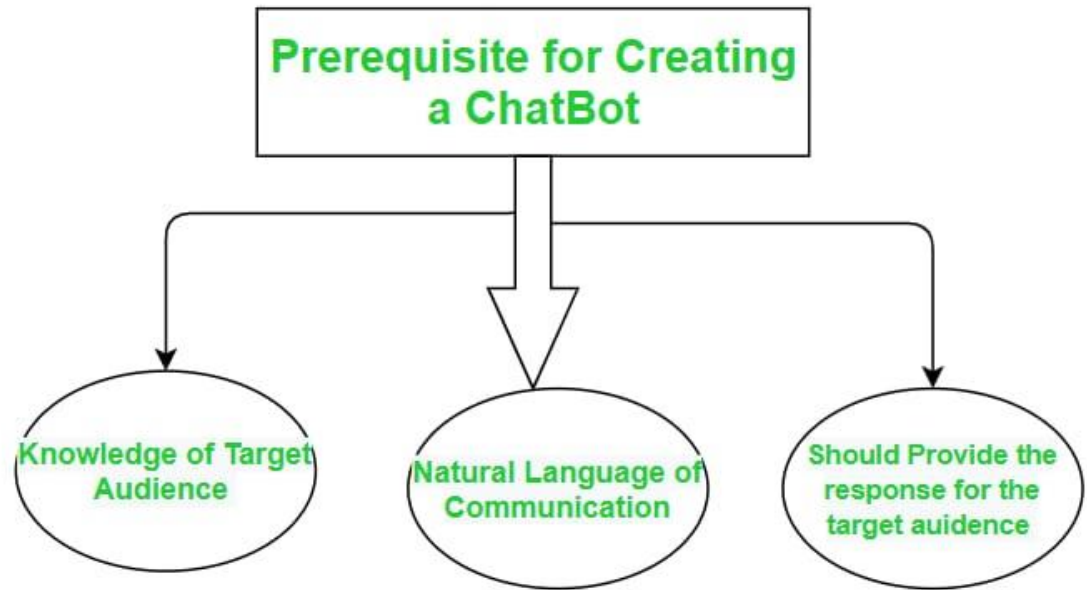 Prerequisite for Creating
a ChatBot
Knowledge of Target
Audience
Natural Language of
Communication
Should Provide the
response for the
target auidence